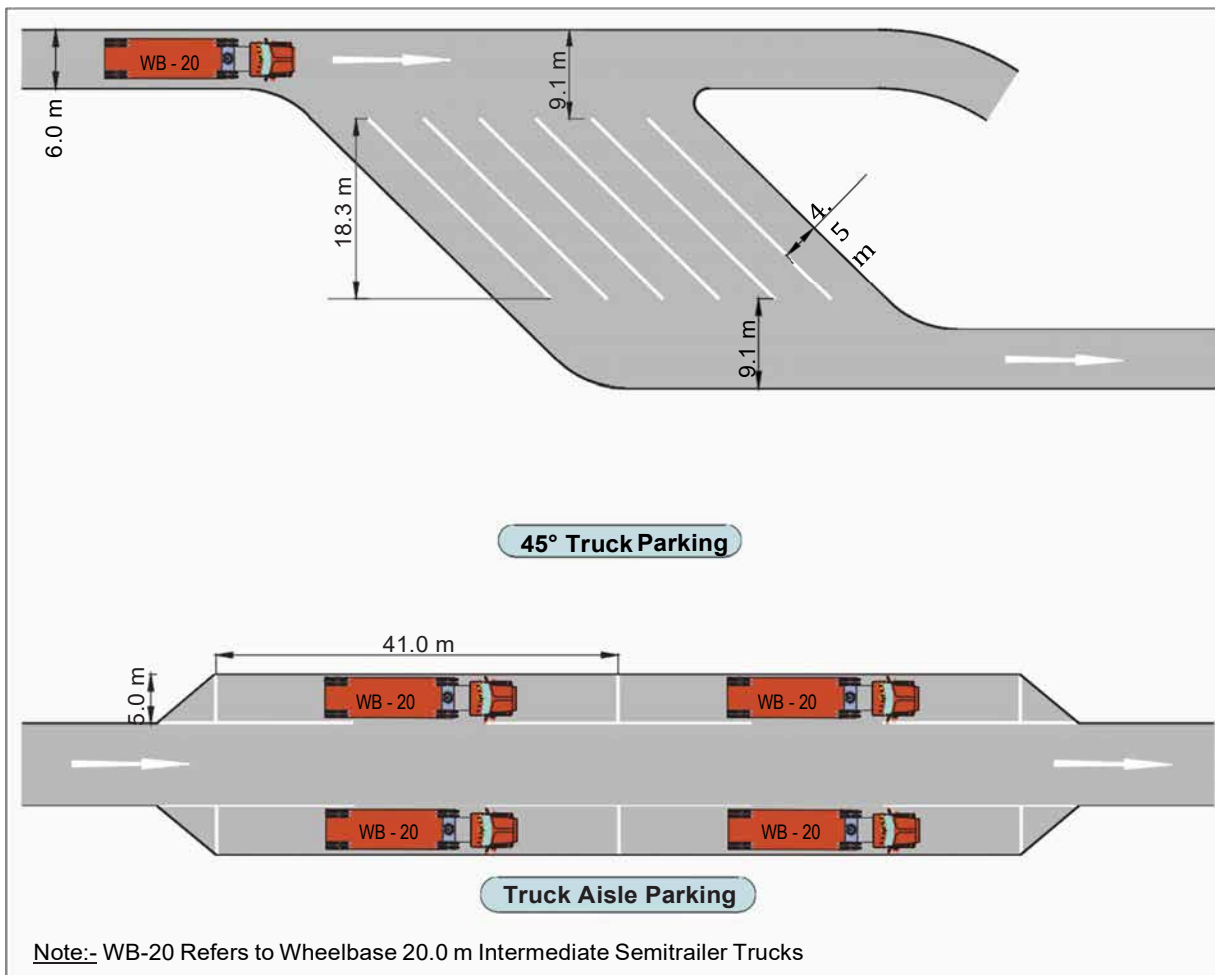 WB - 20
6.0 m
9.1 m
18.3 m
4.
5
m
9.1 m
45° Truck Parking
41.0 m
5.0 m
WB - 20
WB - 20
WB - 20
WB - 20
Truck Aisle Parking
Note:- WB-20 Refers to Wheelbase 20.0 m Intermediate Semitrailer Trucks